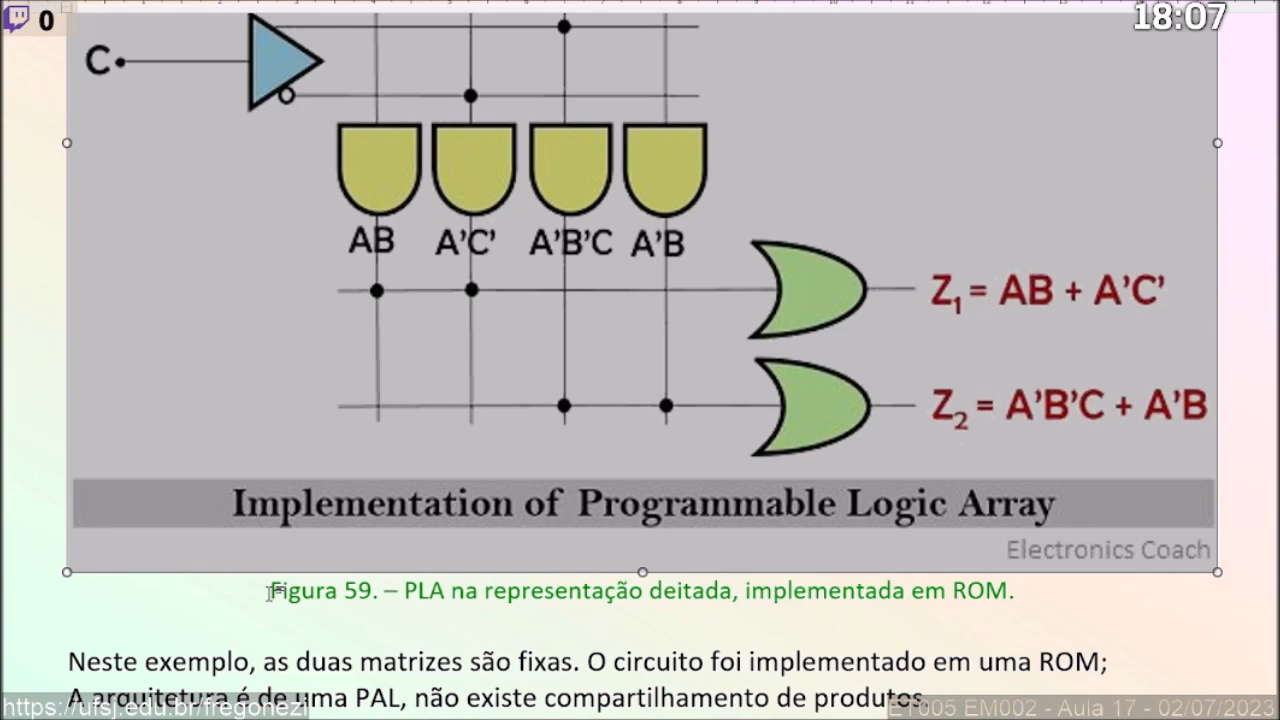 0
18:07
C
AB A'C' A'B'C A'B
Z1 = AB + A'C'
Z2 = A'B'C + A'B
Implementation of Programmable Logic Array
Electronics Coach
Figura 59. – PLA na representação deitada, implementada em ROM.
Neste exemplo, as duas matrizes são fixas. O circuito foi implementado em uma ROM;
A arquitetura é de uma PAL, não existe compartilhamento de produtos.
https://ufsj.edu.br/fregonezi
ET005 EM002 - Aula 17 - 02/07/2023